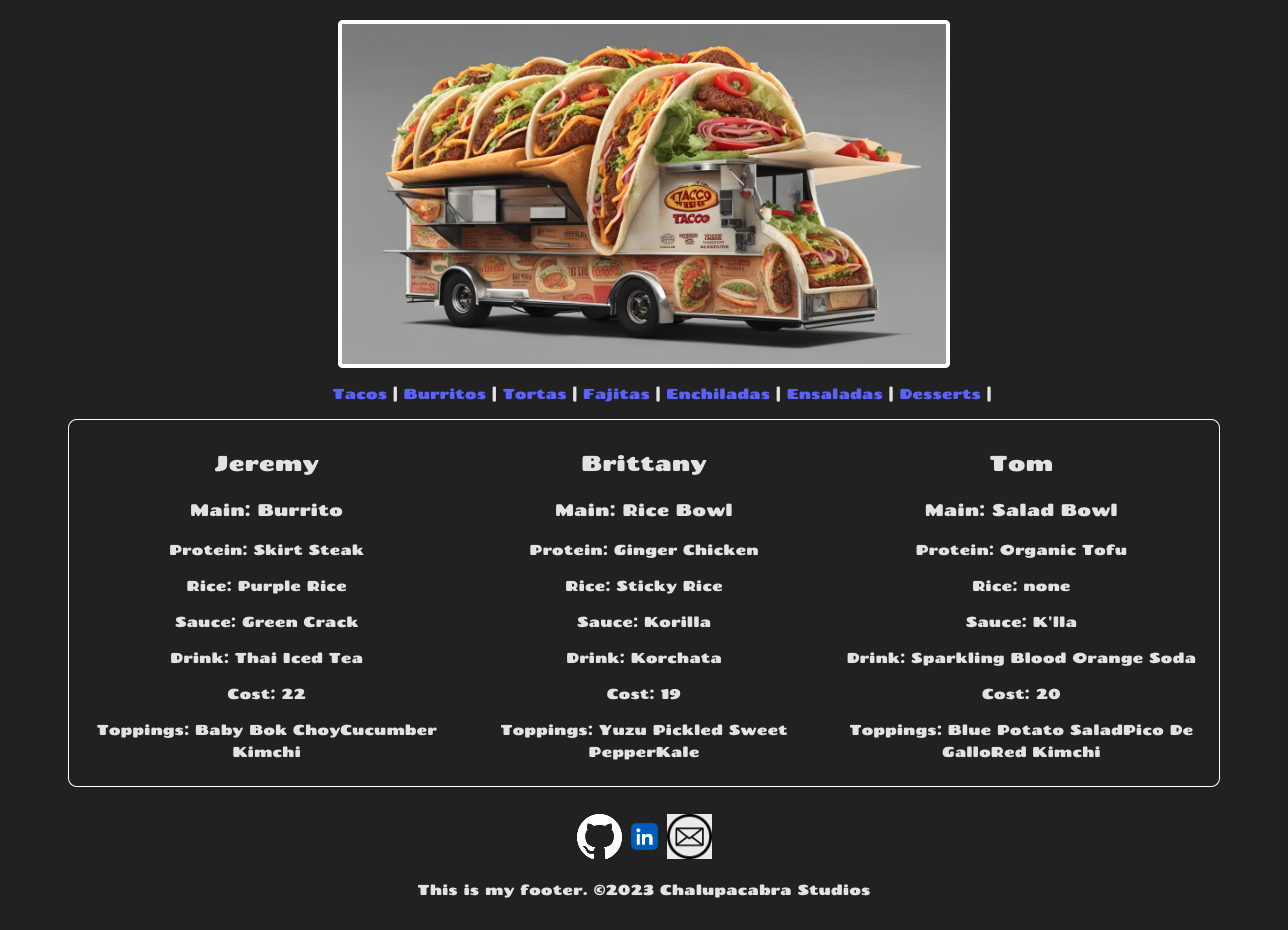 TACO
Tacos | Burritos | Tortas | Fajitas | Enchiladas | Ensaladas | Desserts |
Jeremy
Main: Burrito
Protein: Skirt Steak
Rice: Purple Rice
Sauce: Green Crack
Drink: Thai Iced Tea
Cost: 22
Toppings: Baby Bok ChoyCucumber
Kimchi
Brittany
Main: Rice Bowl
Protein: Ginger Chicken
Rice: Sticky Rice
Sauce: Korilla
Drink: Korchata
Cost: 19
Toppings: Yuzu Pickled Sweet
PepperKale
Tom
Main: Salad Bowl
Protein: Organic Tofu
Rice: none
Sauce: K'lla
Drink: Sparkling Blood Orange Soda
Cost: 20
Toppings: Blue Potato SaladPico De
GalloRed Kimchi
in
This is my footer. ©2023 Chalupacabra Studios